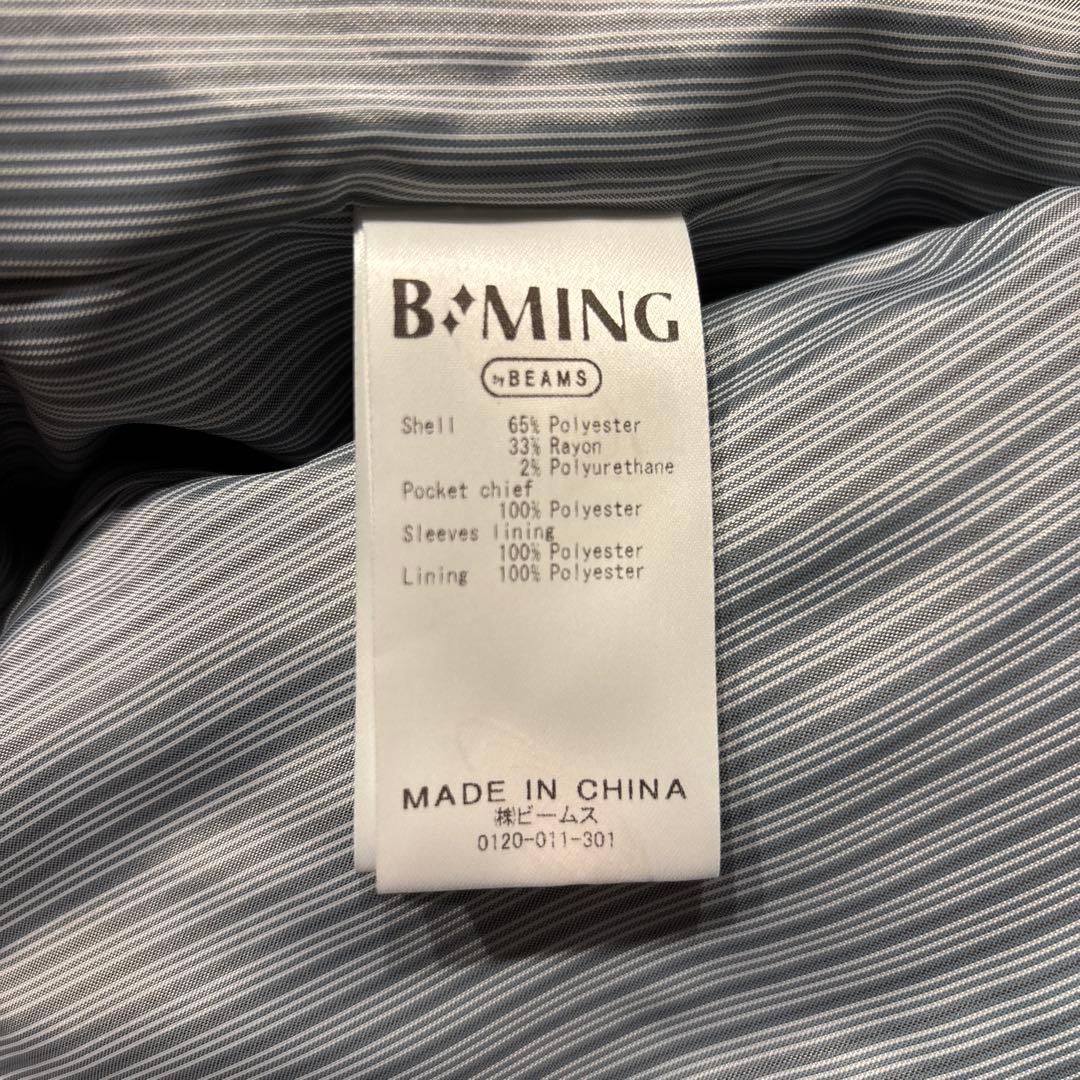 B:MING
by BEAMS
Shell 65% Polyester
33% Rayon
2% Polyurethane
Pocket chief
100% Polyester
Sleeves lining
100% Polyester
Lining 100% Polyester
MADE IN CHINA
㈱ビームス
0120-011-301